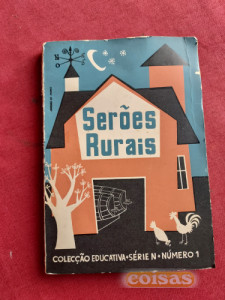 Serões
Rurais
COLECÇÃO EDUCATIVA • SÉRIE N • NÚMERO 1
coisas